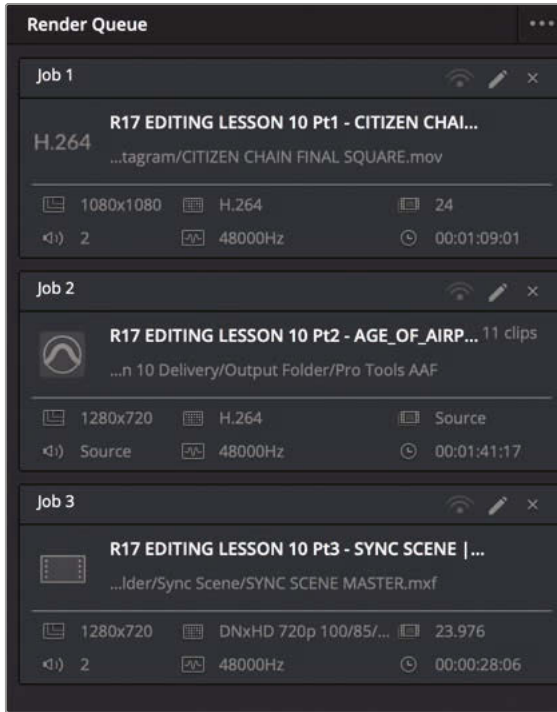 Render Queue
Job 1
R17 EDITING LESSON 10 Pt1 - CITIZEN CHAI...
H.264
...tagram/CITIZEN CHAIN FINAL SQUARE.mov
1080x1080 H.264 24
2 48000Hz 00:01:09:01
Job 2
R17 EDITING LESSON 10 Pt2 - AGE_OF_AIRP... 11 clips
...n 10 Delivery/Output Folder/Pro Tools AAF
1280x720 H.264 Source
Source 48000Hz 00:01:41:17
Job 3
R17 EDITING LESSON 10 Pt3 - SYNC SCENE |...
...lder/Sync Scene/SYNC SCENE MASTER.mxf
1280x720 DNxHD 720p 100/85/... 23.976
2 48000Hz 00:00:28:06